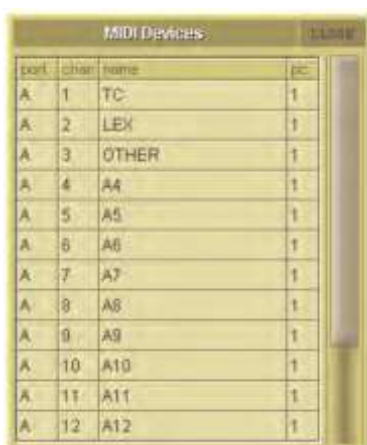 MIDI Devices CLOSE
port chan name pc
A 1 TC 1
A 2 LEX 1
A 3 OTHER 1
A 4 A4 1
A 5 A5 1
A 6 A6 1
A 7 A7 1
A 8 A8 1
A 9 A9 1
A 10 A10 1
A 11 A11 1
A 12 A12 1